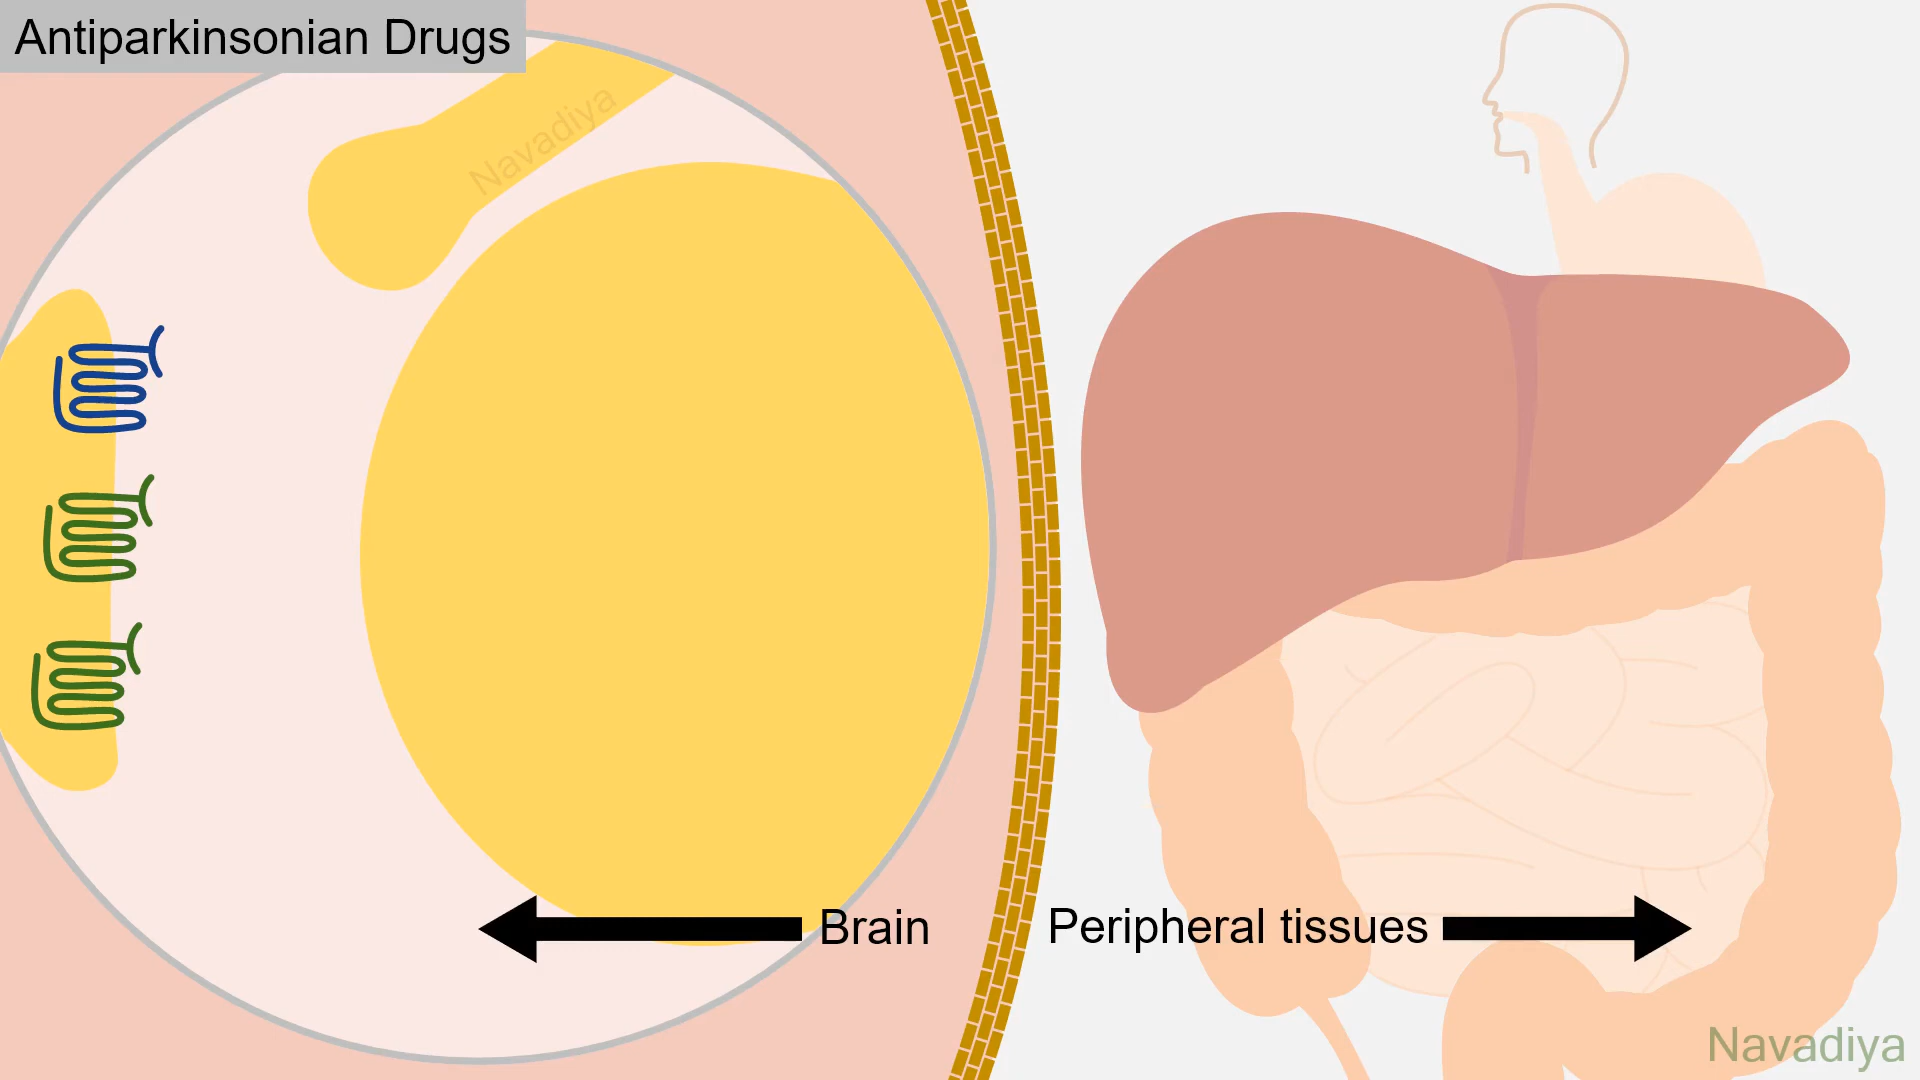 Antiparkinsonian Drugs
Navadiya
Brain
Peripheral tissues
Navadiya